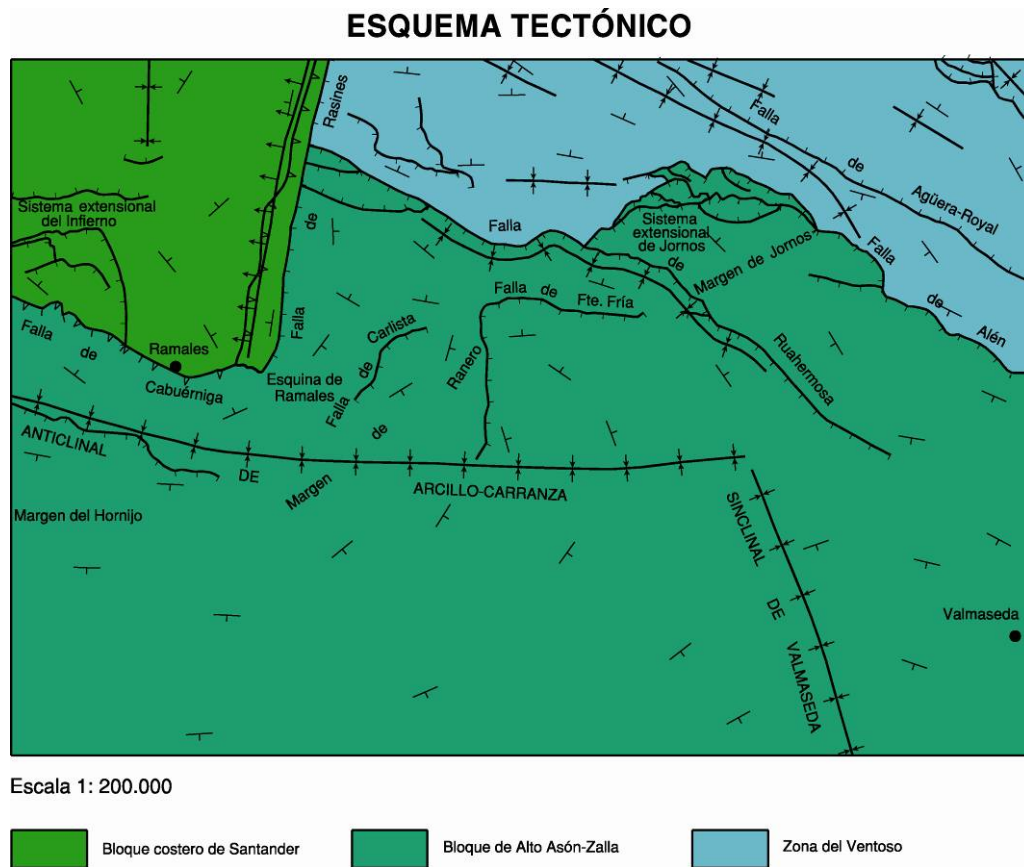 ESQUEMA TECTÓNICO
Rasines
de
Falla
Falla
de
Agüera-Royal
Sistema extensional
del Infierno
Falla
Sistema
extensional
de Jornos
de
Margen de Jornos
Ruahermosa
Falla
de
Alén
Falla de Fte. Fría
Ranero
Carlista
de
Falla
Falla
de
Cabuérniga
Ramales
Esquina de
Ramales
de
Margen
ANTICLINAL
DE
ARCILLO-CARRANZA
Margen del Hornijo
SINCLINAL
DE
VALMASEDA
Valmaseda
Escala 1: 200.000
Bloque costero de Santander
Bloque de Alto Asón-Zalla
Zona del Ventoso